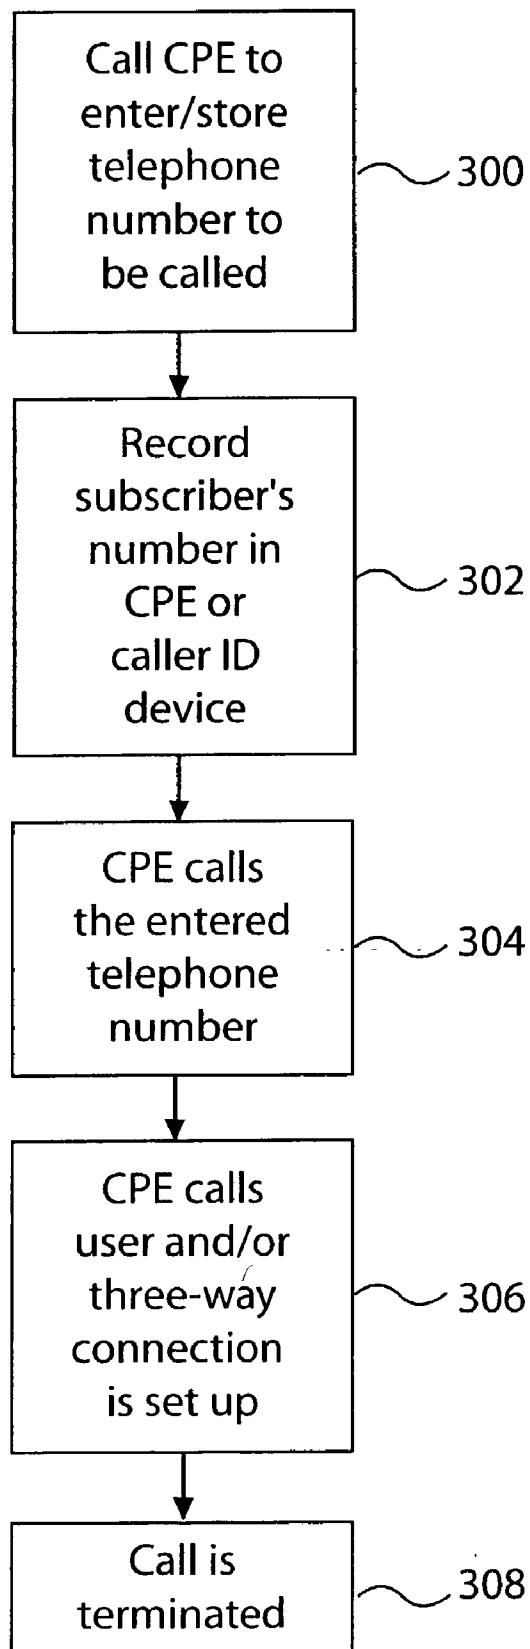 Call CPE to
enter/store
telephone
number to
be called
300
Record
subscriber's
number in
CPE or
caller ID
device
302
CPE calls
the entered
telephone
number
304
CPE calls
user and/or
three-way
connection
is set up
306
Call is
terminated
308